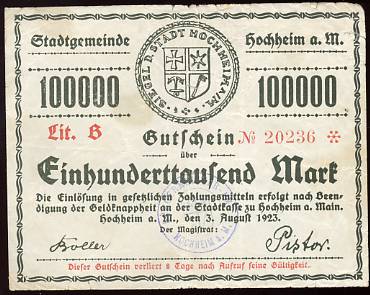 Stadtgemeinde Hochheim a. M.
SIEGEL D. STADT HOCHHEIM A/M.
100000 100000
Lit. B Gutschein № 20236 *
über
Einhunderttausend Mark
Die Einlösung in gesetzlichen Zahlungsmitteln erfolgt nach Been-
digung der Geldknappheit an der Stadtkasse zu Hochheim a. Main.
Hochheim a. M., den 3. August 1923.
Der Magistrat:
HOCHHEIM A. M.
Pistor.
Dieser Gutschein verliert 8 Tage nach Aufruf seine Gültigkeit.